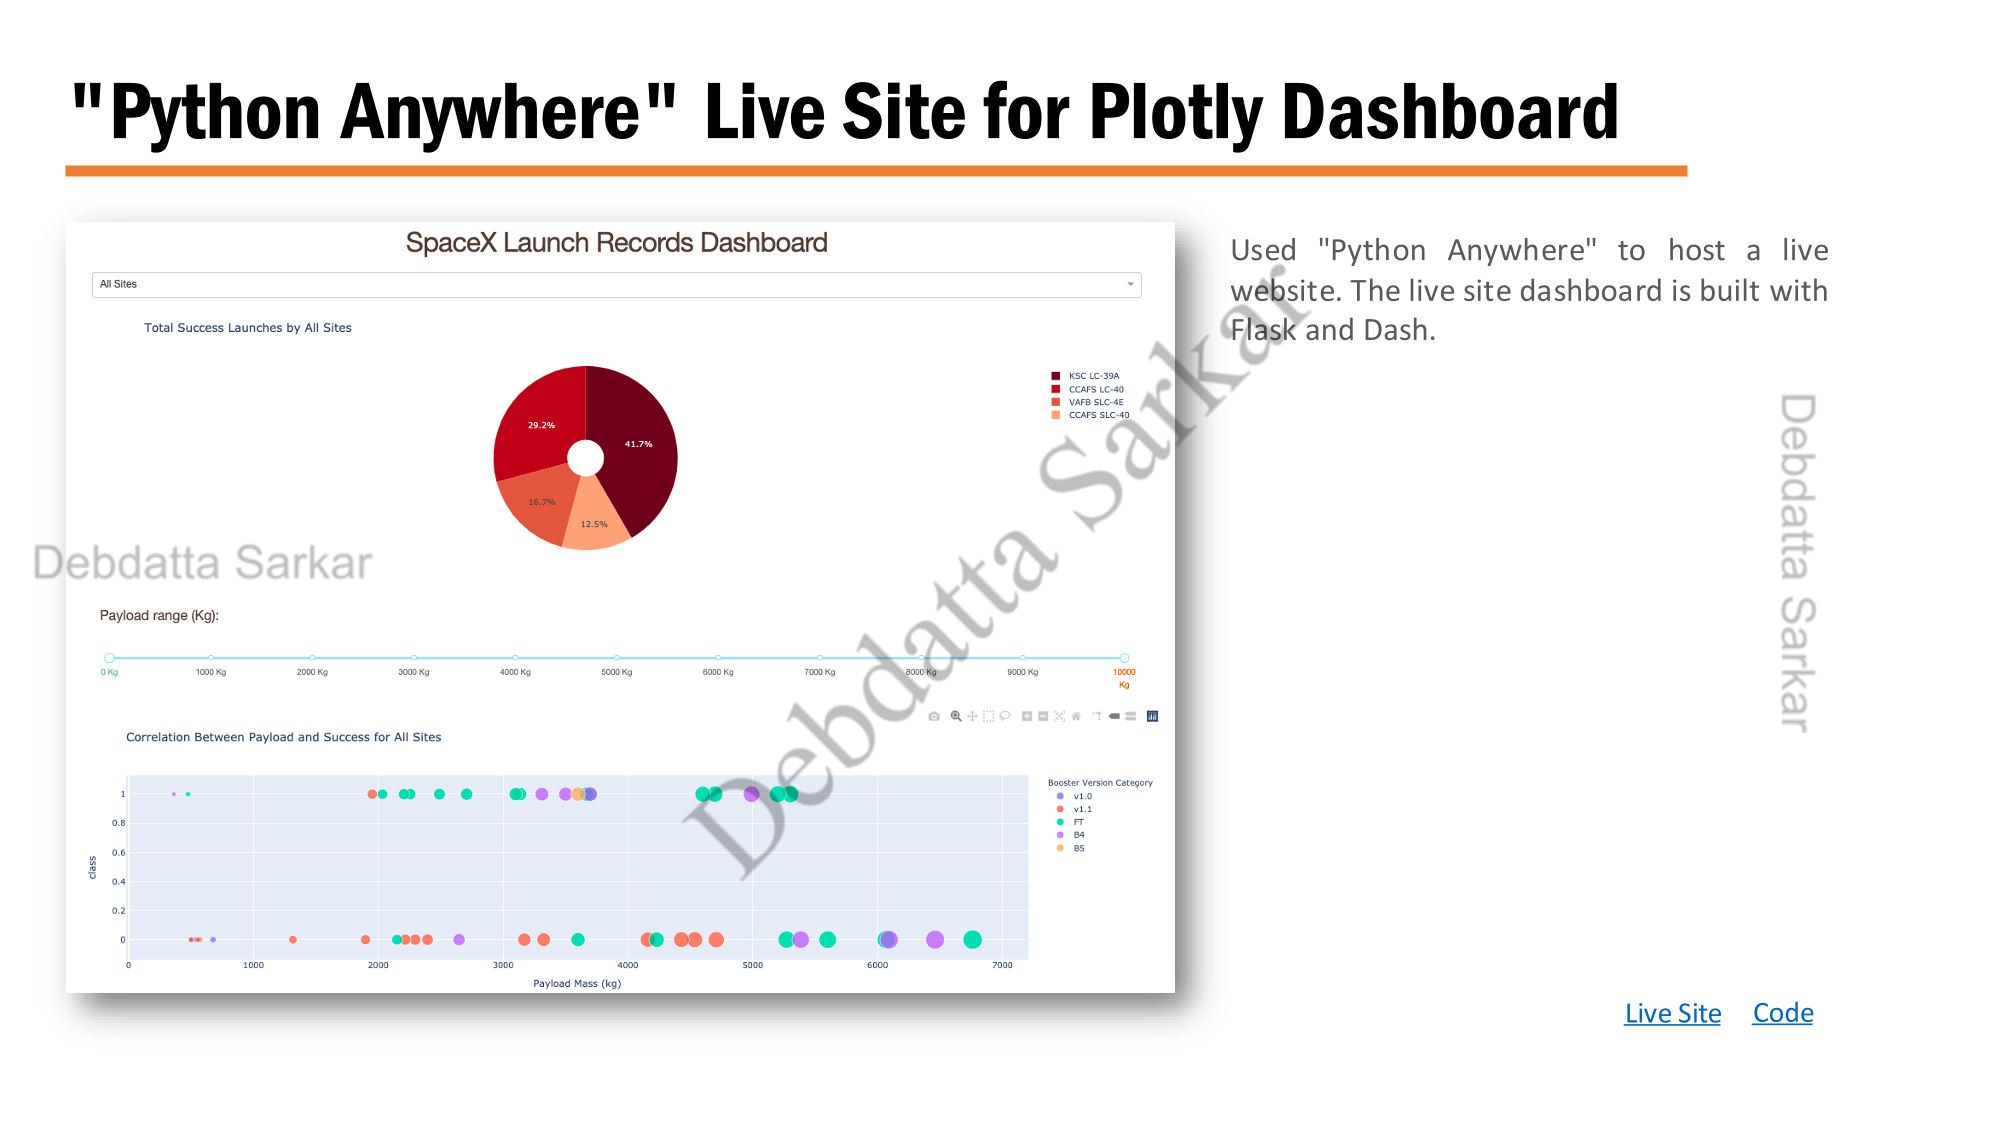 "Python Anywhere" Live Site for Plotly Dashboard
SpaceX Launch Records Dashboard
All Sites
Total Success Launches by All Sites
29.2%
41.7%
16.7%
12.5%
KSC LC-39A
CCAFS LC-40
VAFB SLC-4E
CCAFS SLC-40
Payload range (Kg):
0 Kg 1000 Kg 2000 Kg 3000 Kg 4000 Kg 5000 Kg 6000 Kg 7000 Kg 8000 Kg 9000 Kg 10000
Kg
Correlation Between Payload and Success for All Sites
class
1
0.8
0.6
0.4
0.2
0
0 1000 2000 3000 4000 5000 6000 7000
Payload Mass (kg)
Booster Version Category
v1.0
v1.1
FT
B4
B5
Used "Python Anywhere" to host a live
website. The live site dashboard is built with
Flask and Dash.
Live Site Code
Debdatta Sarkar
Debdatta Sarkar
Debdatta Sarkar